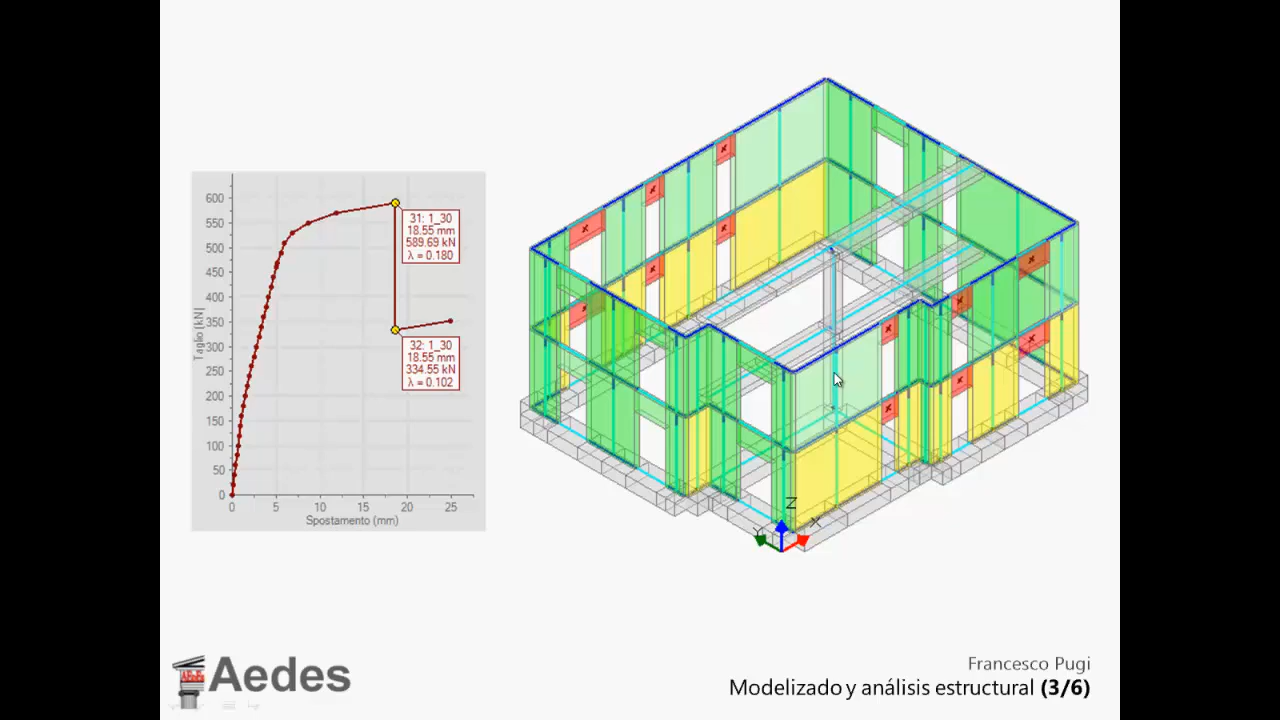 600
550
500
450
400
350
300
250
200
150
100
50
0
Taglio (kN)
0 5 10 15 20 25
Spostamento (mm)
31: 1_30
18.55 mm
589.69 kN
λ = 0.180
32: 1_30
18.55 mm
334.55 kN
λ = 0.102
Z
X
Y
Aedes
Francesco Pugi
Modelizado y análisis estructural (3/6)